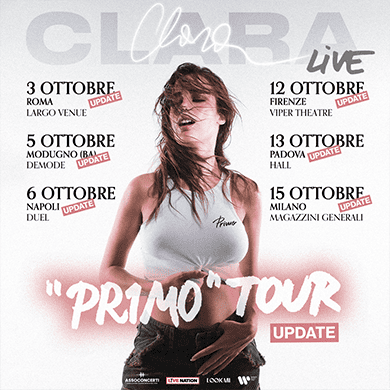 CLARA
Clara
LIVE
3 OTTOBRE
ROMA
UPDATE
LARGO VENUE
5 OTTOBRE
MODUGNO (BA)
UPDATE
DEMODE
6 OTTOBRE
NAPOLI
UPDATE
DUEL
12 OTTOBRE
FIRENZE
UPDATE
VIPER THEATRE
13 OTTOBRE
PADOVA
UPDATE
HALL
15 OTTOBRE
MILANO
UPDATE
MAGAZZINI GENERALI
Primo
"PR1MO" TOUR
UPDATE
ASSOCONCERTI
LIVE NATION
LOOKAMI